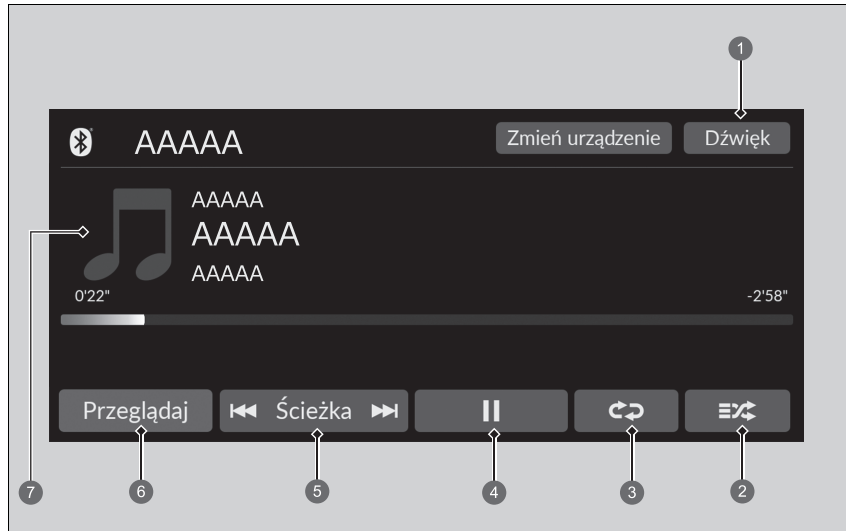 1
AAAAA Zmień urządzenie Dźwięk
AAAAA
AAAAA
AAAAA
7
0'22" -2'58"
Przeglądaj Ścieżka
6 5 4 3 2